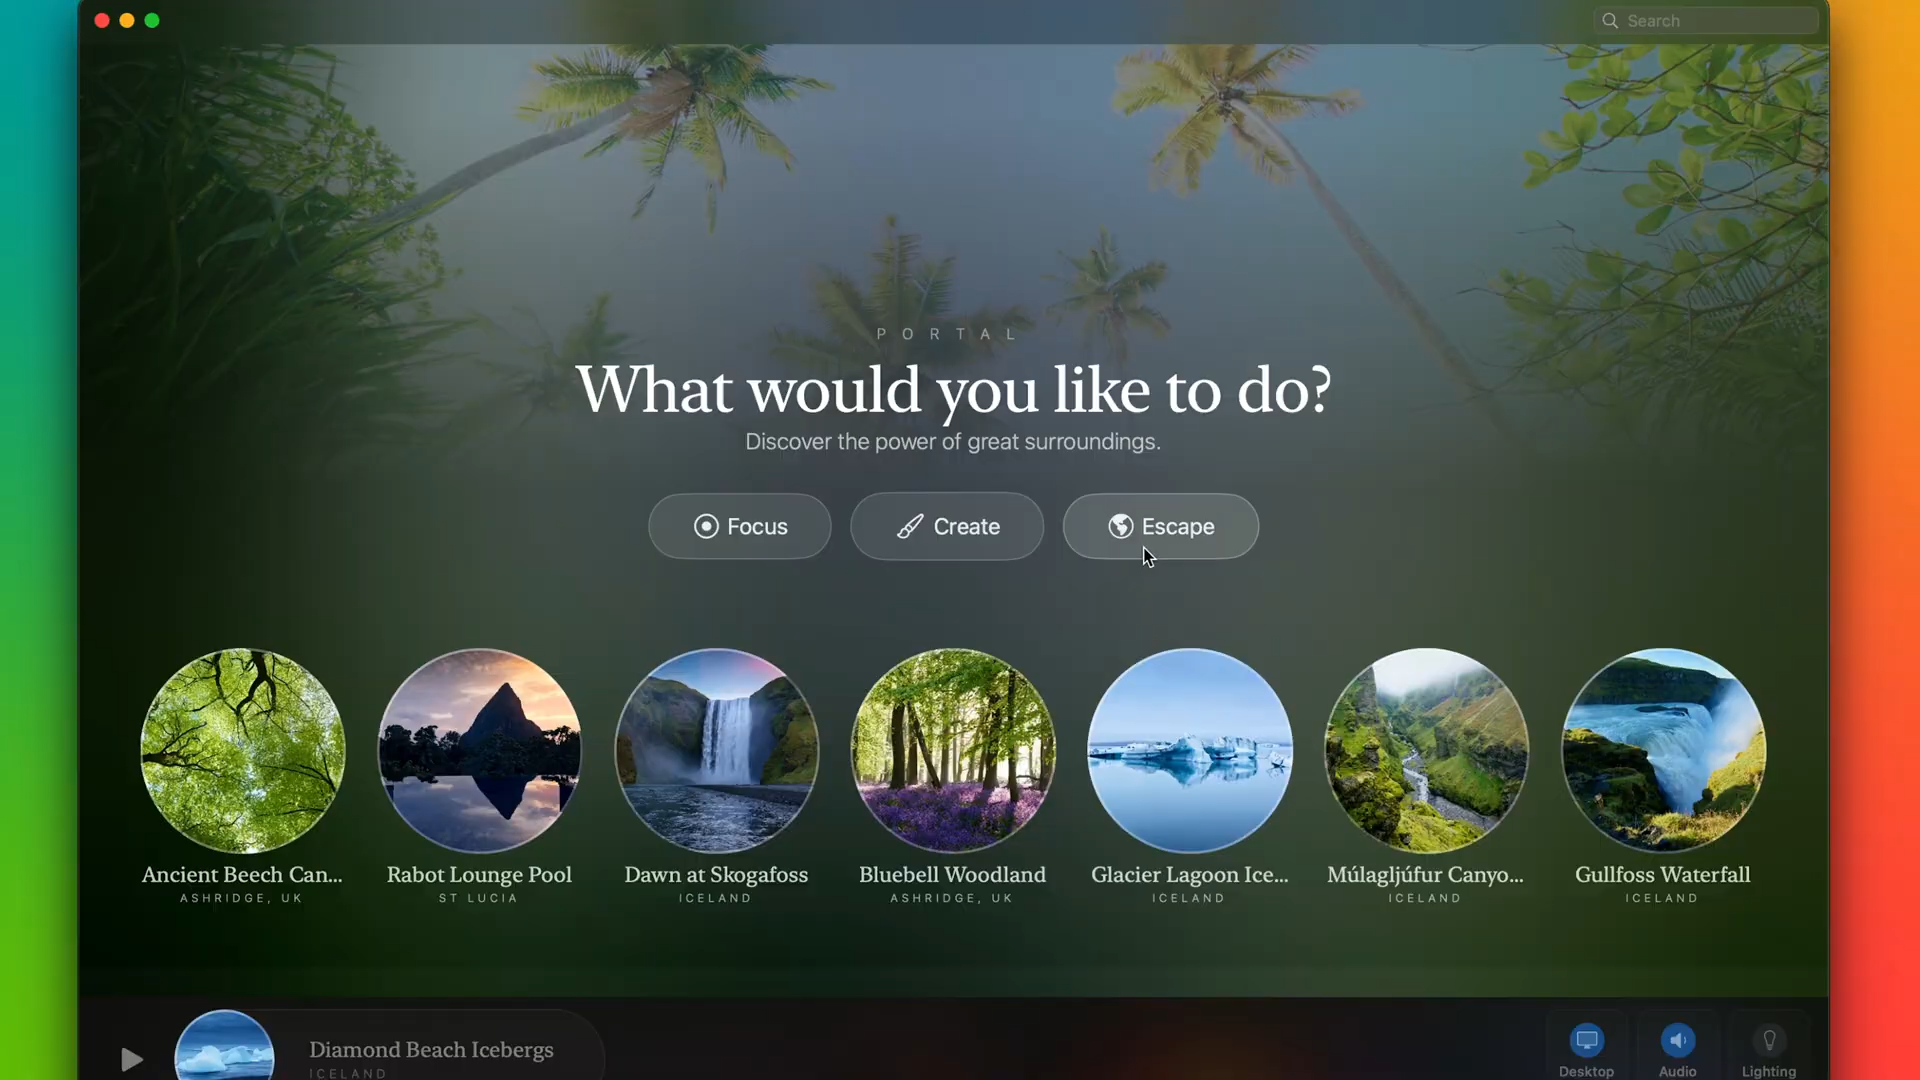 Search
PORTAL
What would you like to do?
Discover the power of great surroundings.
Focus
Create
Escape
Ancient Beech Can...
ASHRIDGE, UK
Rabot Lounge Pool
ST LUCIA
Dawn at Skogafoss
ICELAND
Bluebell Woodland
ASHRIDGE, UK
Glacier Lagoon Ice...
ICELAND
Múlagljúfur Canyo...
ICELAND
Gullfoss Waterfall
ICELAND
Diamond Beach Icebergs
ICELAND
Desktop
Audio
Lighting